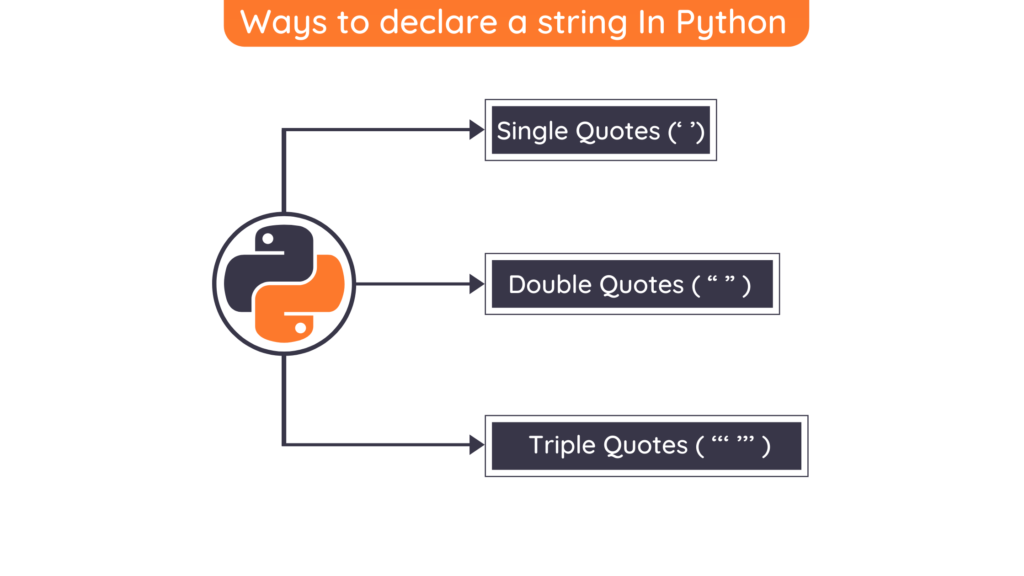 Ways to declare a string In Python
Single Quotes (‘ ’)
Double Quotes ( “ ” )
Triple Quotes ( ‘‘‘ ’’’ )